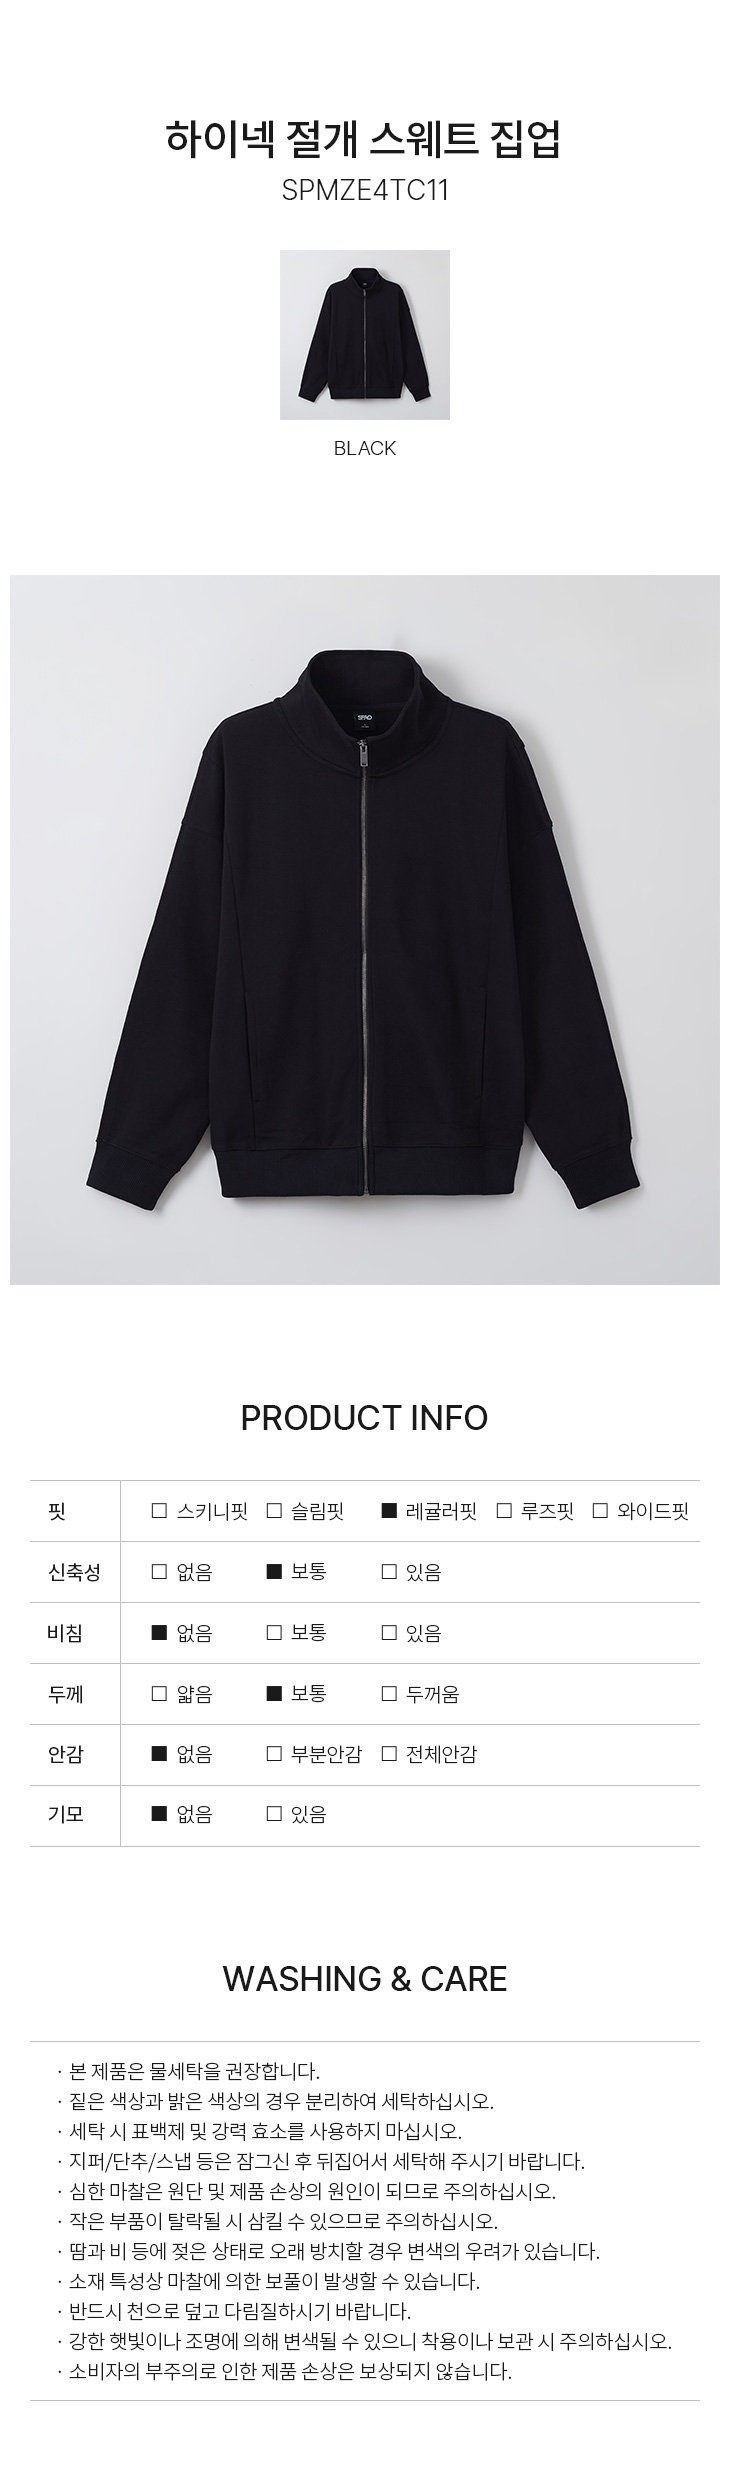 하이넥 절개 스웨트 집업
SPMZE4TC11
BLACK
SPAO
PRODUCT INFO
핏 □ 스키니핏 □ 슬림핏 ■ 레귤러핏 □ 루즈핏 □ 와이드핏
신축성 □ 없음 ■ 보통 □ 있음
비침 ■ 없음 □ 보통 □ 있음
두께 □ 얇음 ■ 보통 □ 두꺼움
안감 ■ 없음 □ 부분안감 □ 전체안감
기모 ■ 없음 □ 있음
WASHING & CARE
· 본 제품은 물세탁을 권장합니다.
· 짙은 색상과 밝은 색상의 경우 분리하여 세탁하십시오.
· 세탁 시 표백제 및 강력 효소를 사용하지 마십시오.
· 지퍼/단추/스냅 등은 잠그신 후 뒤집어서 세탁해 주시기 바랍니다.
· 심한 마찰은 원단 및 제품 손상의 원인이 되므로 주의하십시오.
· 작은 부품이 탈락될 시 삼킬 수 있으므로 주의하십시오.
· 땀과 비 등에 젖은 상태로 오래 방치할 경우 변색의 우려가 있습니다.
· 소재 특성상 마찰에 의한 보풀이 발생할 수 있습니다.
· 반드시 천으로 덮고 다림질하시기 바랍니다.
· 강한 햇빛이나 조명에 의해 변색될 수 있으니 착용이나 보관 시 주의하십시오.
· 소비자의 부주의로 인한 제품 손상은 보상되지 않습니다.